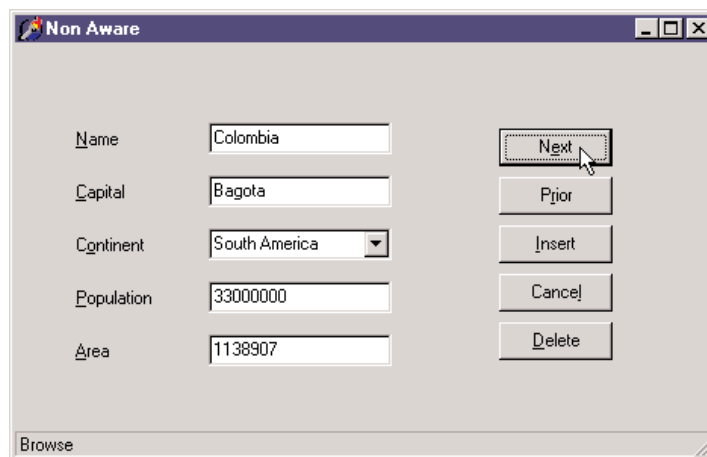 Non Aware
Name Colombia Next
Capital Bagota Prior
Continent South America Insert
Population 33000000 Cancel
Area 1138907 Delete
Browse